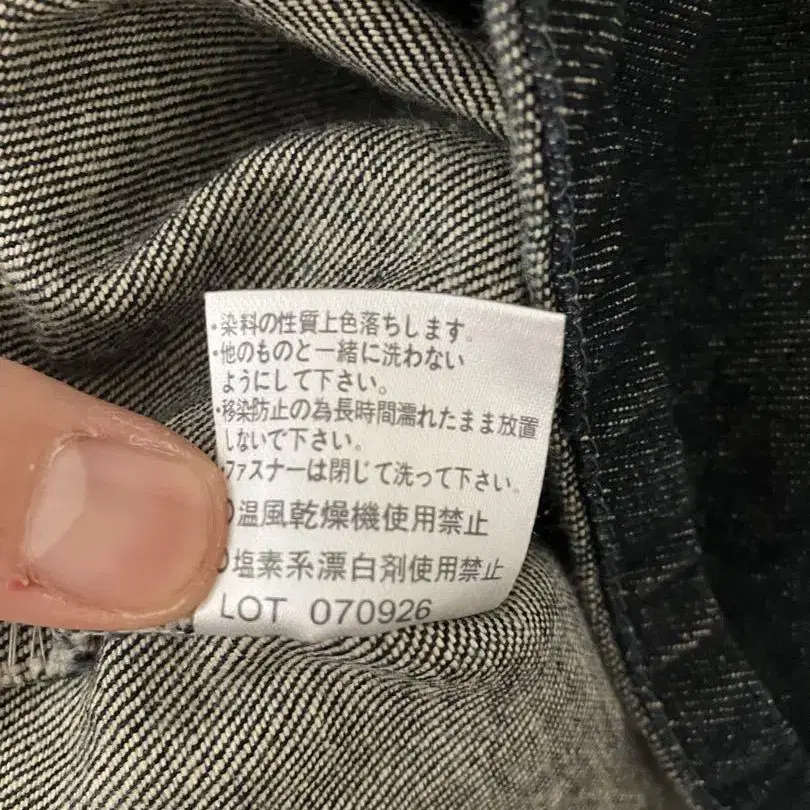 ・染料の性質上色落ちします。
・他のものと一緒に洗わない
ようにして下さい。
・移染防止の為長時間濡れたまま放置
しないで下さい。
・ファスナーは閉じて洗って下さい。
温風乾燥機使用禁止
塩素系漂白剤使用禁止
LOT 070926